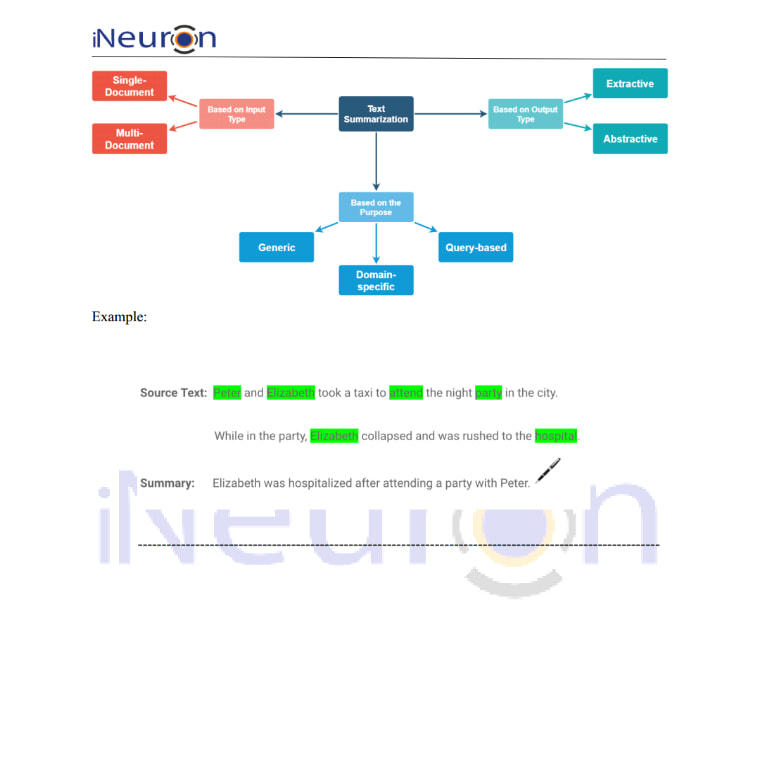 iNeuron
Single-
Document
Multi-
Document
Based on Input
Type
Text
Summarization
Based on Output
Type
Extractive
Abstractive
Based on the
Purpose
Generic
Domain-
specific
Query-based
Example:
Source Text: Peter and Elizabeth took a taxi to attend the night party in the city.
While in the party, Elizabeth collapsed and was rushed to the hospital.
Summary: Elizabeth was hospitalized after attending a party with Peter.
iNeuron